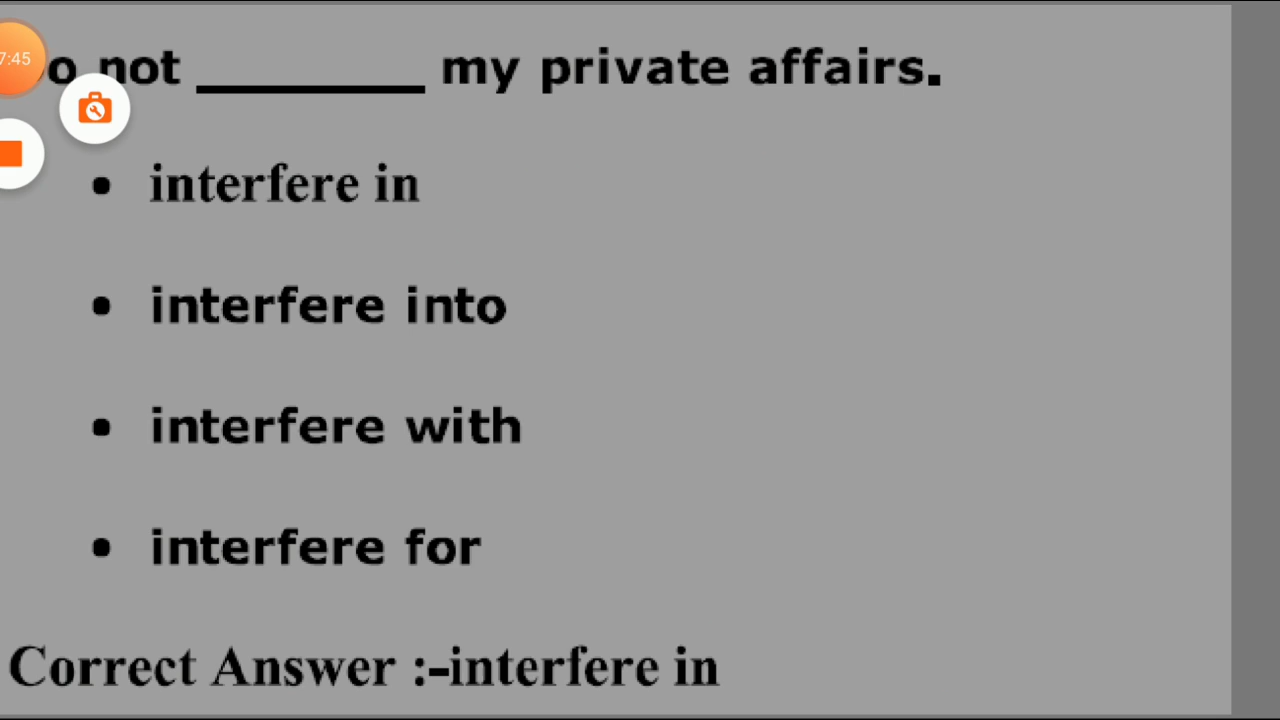 7:45
o not ________ my private affairs.
• interfere in
• interfere into
• interfere with
• interfere for
Correct Answer :-interfere in